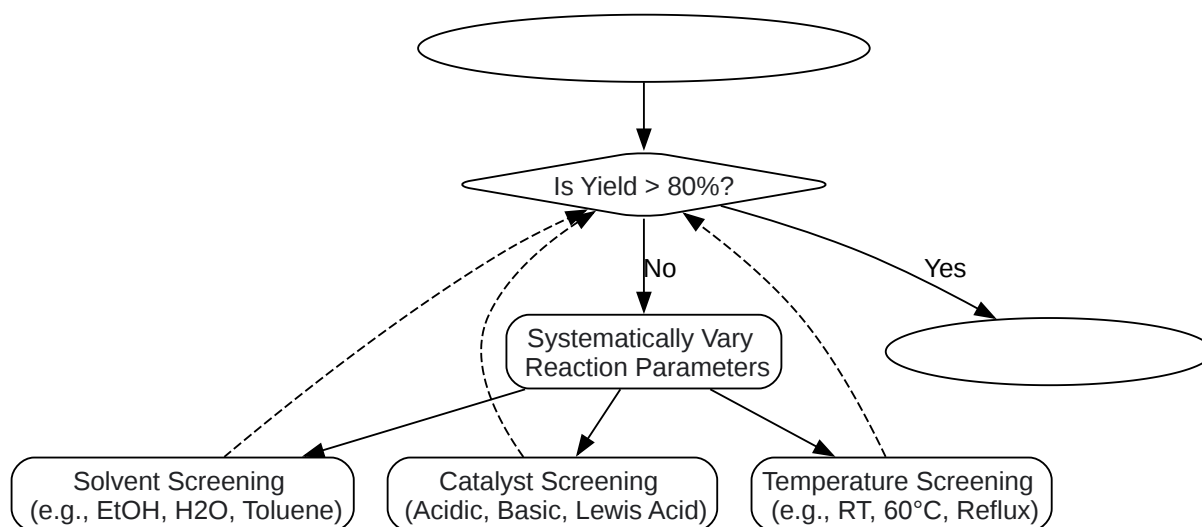 Is Yield > 80%?
No
Yes
Systematically Vary
Reaction Parameters
Solvent Screening
(e.g., EtOH, H2O, Toluene)
Catalyst Screening
(Acidic, Basic, Lewis Acid)
Temperature Screening
(e.g., RT, 60°C, Reflux)